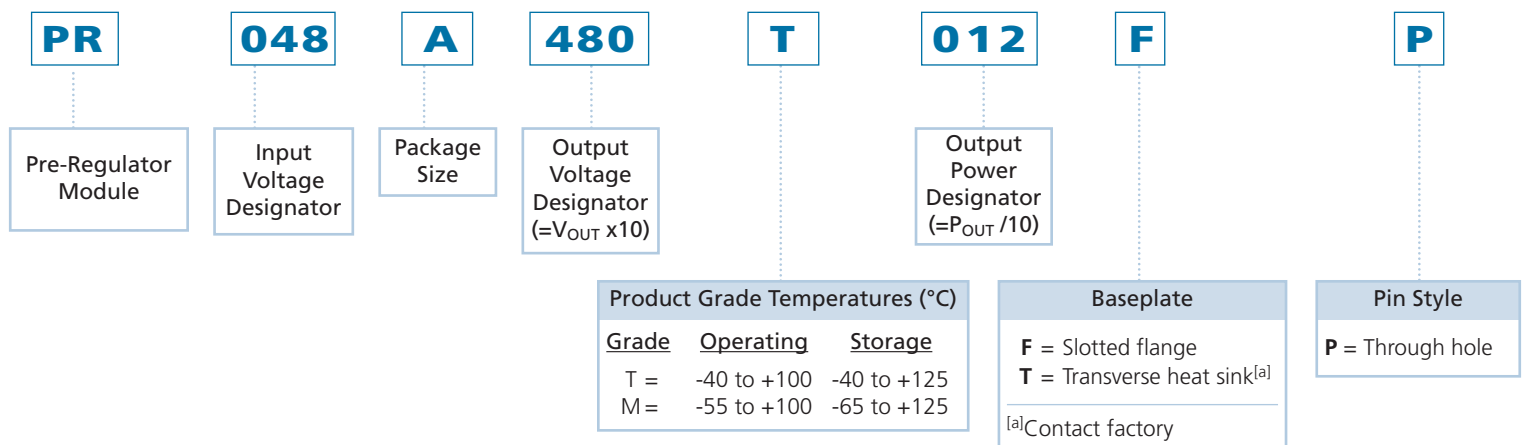 PR 048 A 480 T 012 F P
Pre-Regulator
Module
Input
Voltage
Designator
Package
Size
Output
Voltage
Designator
(=VOUT x10)
Output
Power
Designator
(=POUT /10)
Product Grade Temperatures (°C)
Grade Operating Storage
T = -40 to +100 -40 to +125
M = -55 to +100 -65 to +125
Baseplate
F = Slotted flange
T = Transverse heat sink[a]
[a]Contact factory
Pin Style
P = Through hole